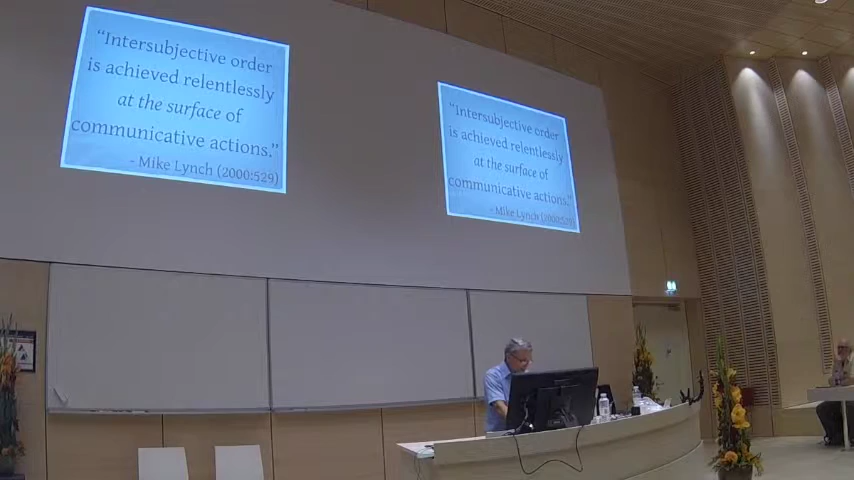 “Intersubjective order
is achieved relentlessly
at the surface of
communicative actions.”
- Mike Lynch (2000:529)
“Intersubjective order
is achieved relentlessly
at the surface of
communicative actions.”
- Mike Lynch (2000:529)